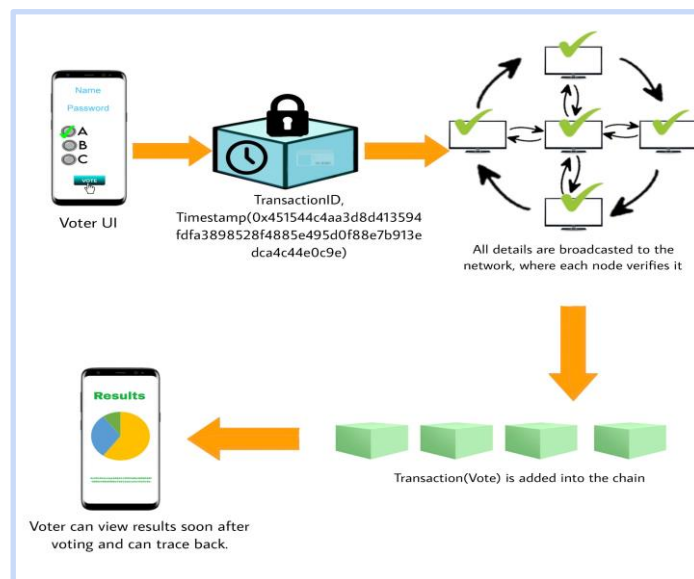 Name
Password
A
B
C
VOTE
Voter UI
TransactionID,
Timestamp(0x451544c4aa3d8d413594
fdfa3898528f4885e495d0f88e7b913e
dca4c44e0c9e)
All details are broadcasted to the
network, where each node verifies it
Transaction(Vote) is added into the chain
Results
Voter can view results soon after
voting and can trace back.